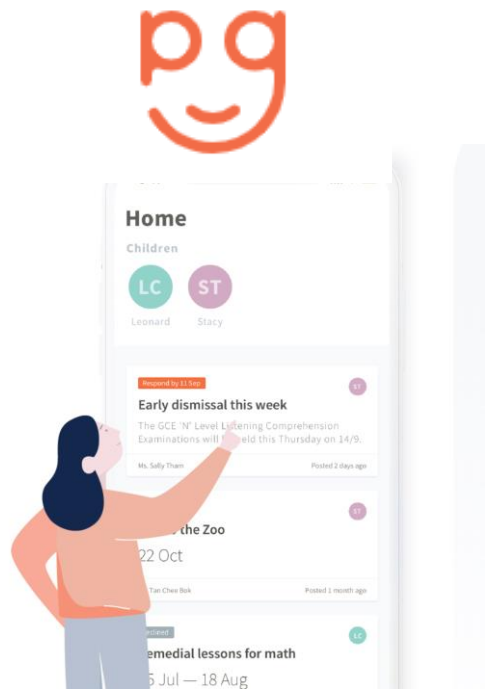 pg
Home
Children
LC ST
Leonard Stacy
Respond by 11 Sep
ST
Early dismissal this week
The GCE 'N' Level Listening Comprehension
Examinations will held this Thursday on 14/9.
Ms. Sally Tham Posted 2 days ago
ST
the Zoo
22 Oct
Tan Chee Bok Posted 1 month ago
LC
emedial lessons for math
5 Jul — 18 Aug